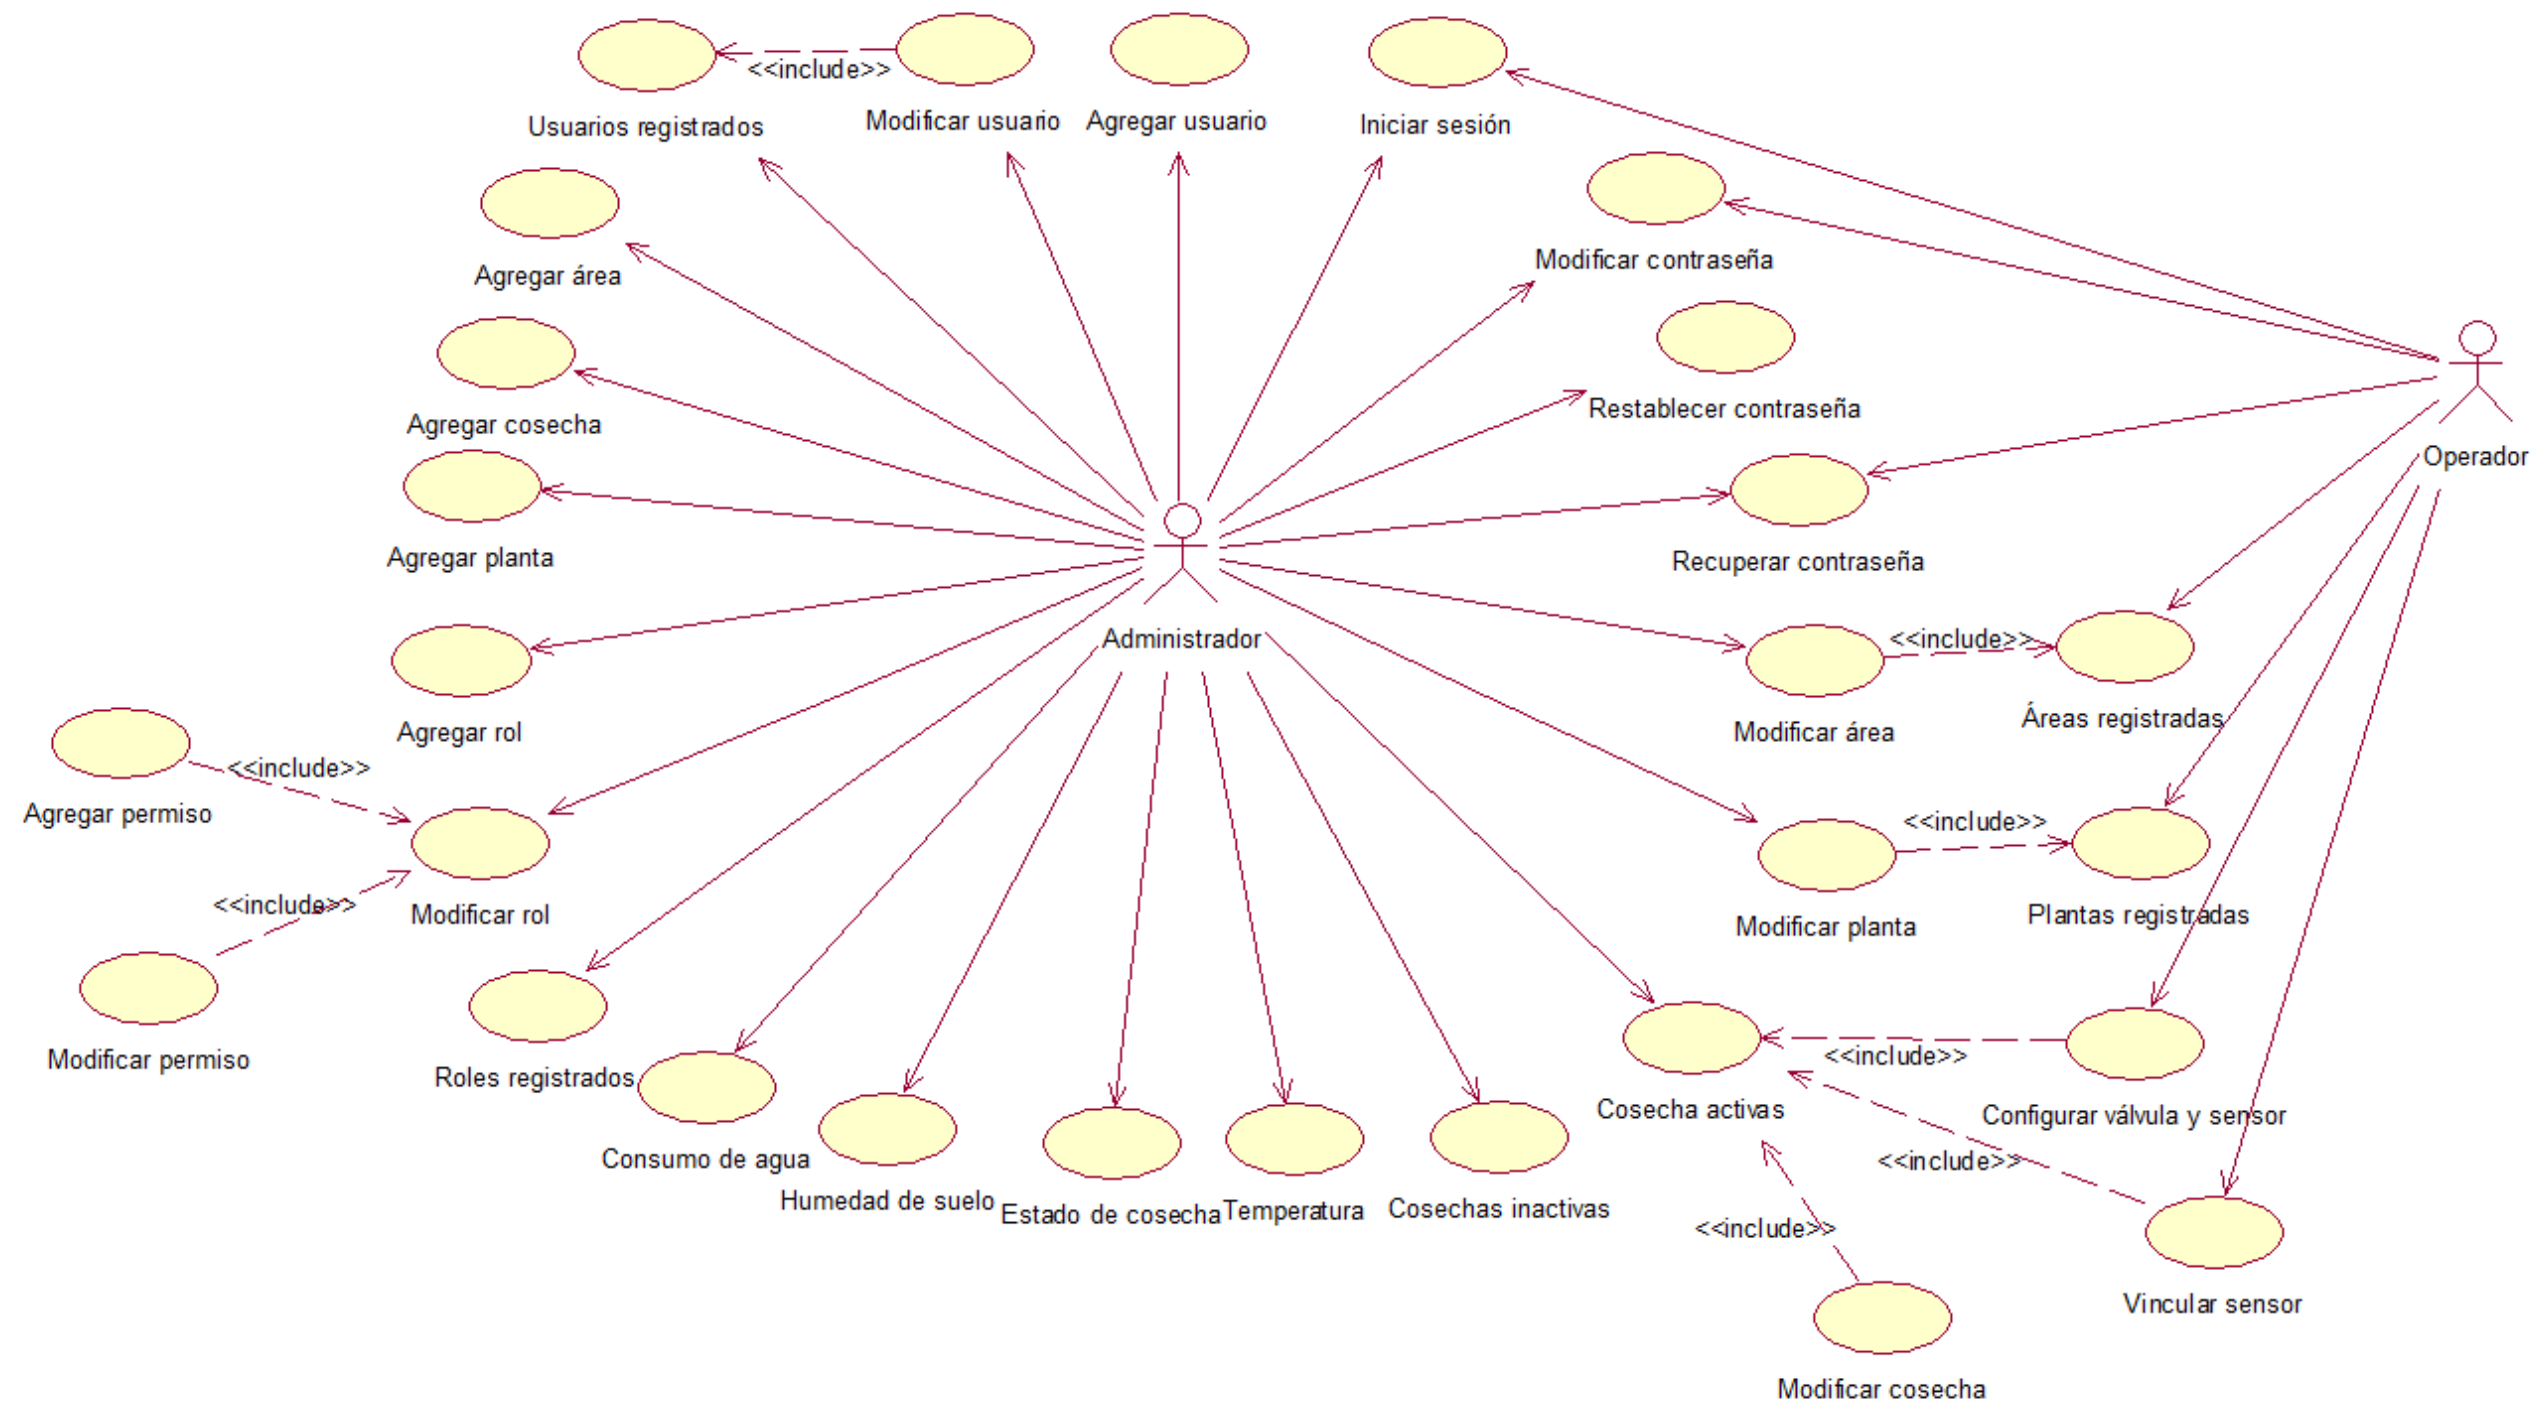 <<include>>
Usuarios registrados
Modificar usuario
Agregar usuario
Iniciar sesión
Modificar contraseña
Agregar área
Restablecer contraseña
Agregar cosecha
Operador
Agregar planta
Recuperar contraseña
Administrador
<<include>>
Agregar rol
Modificar área
Áreas registradas
<<include>>
Agregar permiso
<<include>>
<<include>>
Modificar rol
Modificar planta
Plantas registradas
Modificar permiso
Roles registrados
<<include>>
Cosecha activas
Configurar válvula y sensor
Consumo de agua
<<include>>
Humedad de suelo
Estado de cosecha
Temperatura
Cosechas inactivas
<<include>>
Vincular sensor
Modificar cosecha